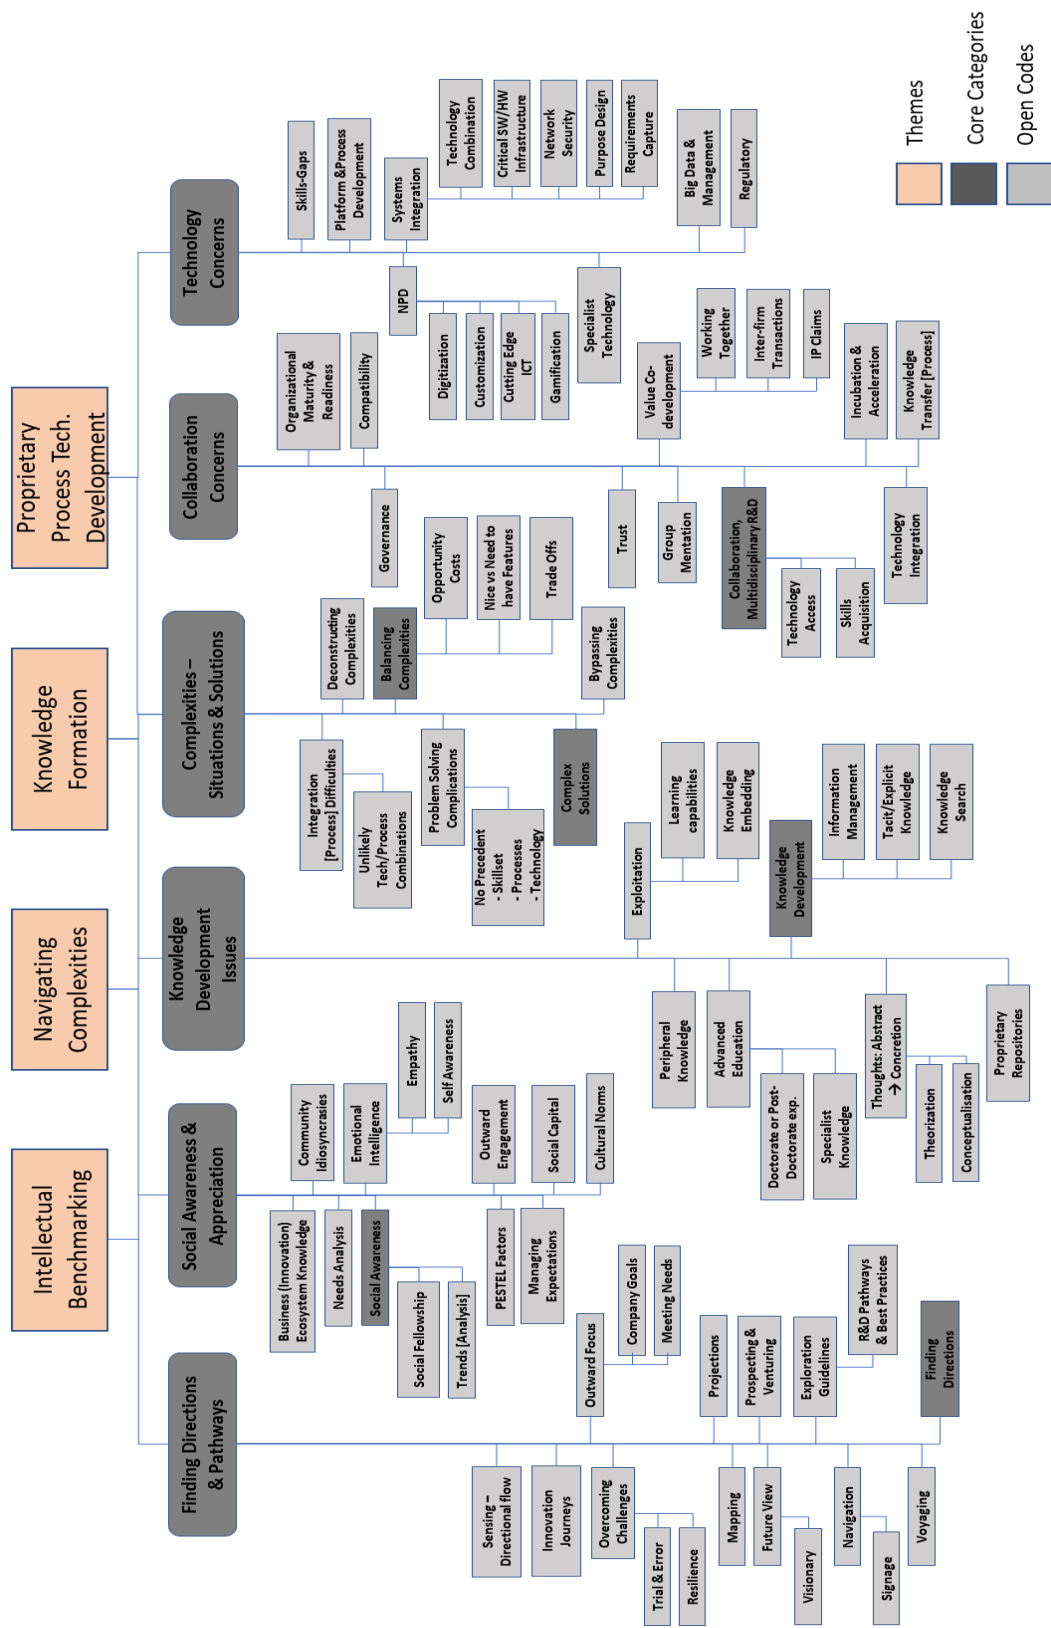 Intellectual
Benchmarking
Navigating
Complexities
Knowledge
Formation
Proprietary
Process Tech.
Development
Finding Directions
& Pathways
Social Awareness &
Appreciation
Knowledge
Development
Issues
Complexities –
Situations & Solutions
Collaboration
Concerns
Technology
Concerns
Sensing –
Directional flow
Innovation
Journeys
Overcoming
Challenges
Trial & Error
Resilience
Mapping
Future View
Visionary
Navigation
Signage
Voyaging
Outward Focus
Company Goals
Meeting Needs
Projections
Prospecting &
Venturing
Exploration
Guidelines
R&D Pathways
& Best Practices
Finding
Directions
Business (Innovation)
Ecosystem Knowledge
Needs Analysis
Social Awareness
Social Fellowship
Trends [Analysis]
PESTEL Factors
Managing
Expectations
Community
Idiosyncrasies
Emotional
Intelligence
Empathy
Self Awareness
Outward
Engagement
Social Capital
Cultural Norms
Peripheral
Knowledge
Advanced
Education
Doctorate or Post-
Doctorate exp.
Specialist
Knowledge
Thoughts: Abstract
→ Concretion
Theorization
Conceptualisation
Proprietary
Repositories
Exploitation
Learning
capabilities
Knowledge
Embedding
Knowledge
Development
Information
Management
Tacit/Explicit
Knowledge
Knowledge
Search
Integration
[Process] Difficulties
Unlikely
Tech/Process
Combinations
Problem Solving
Complications
No Precedent
- Skillset
- Processes
- Technology
Complex
Solutions
Deconstructing
Complexities
Balancing
Complexities
Opportunity
Costs
Nice vs Need to
have Features
Trade Offs
Bypassing
Complexities
Governance
Trust
Group
Mentation
Collaboration,
Multidisciplinary R&D
Technology
Access
Skills
Acquisition
Technology
Integration
Organizational
Maturity &
Readiness
Compatibility
Value Co-
development
Working
Together
Inter-firm
Transactions
IP Claims
Incubation &
Acceleration
Knowledge
Transfer [Process]
NPD
Digitization
Customization
Cutting Edge
ICT
Gamification
Specialist
Technology
Skills-Gaps
Platform &Process
Development
Systems
Integration
Technology
Combination
Critical SW/HW
Infrastructure
Network
Security
Purpose Design
Requirements
Capture
Big Data &
Management
Regulatory
Themes
Core Categories
Open Codes